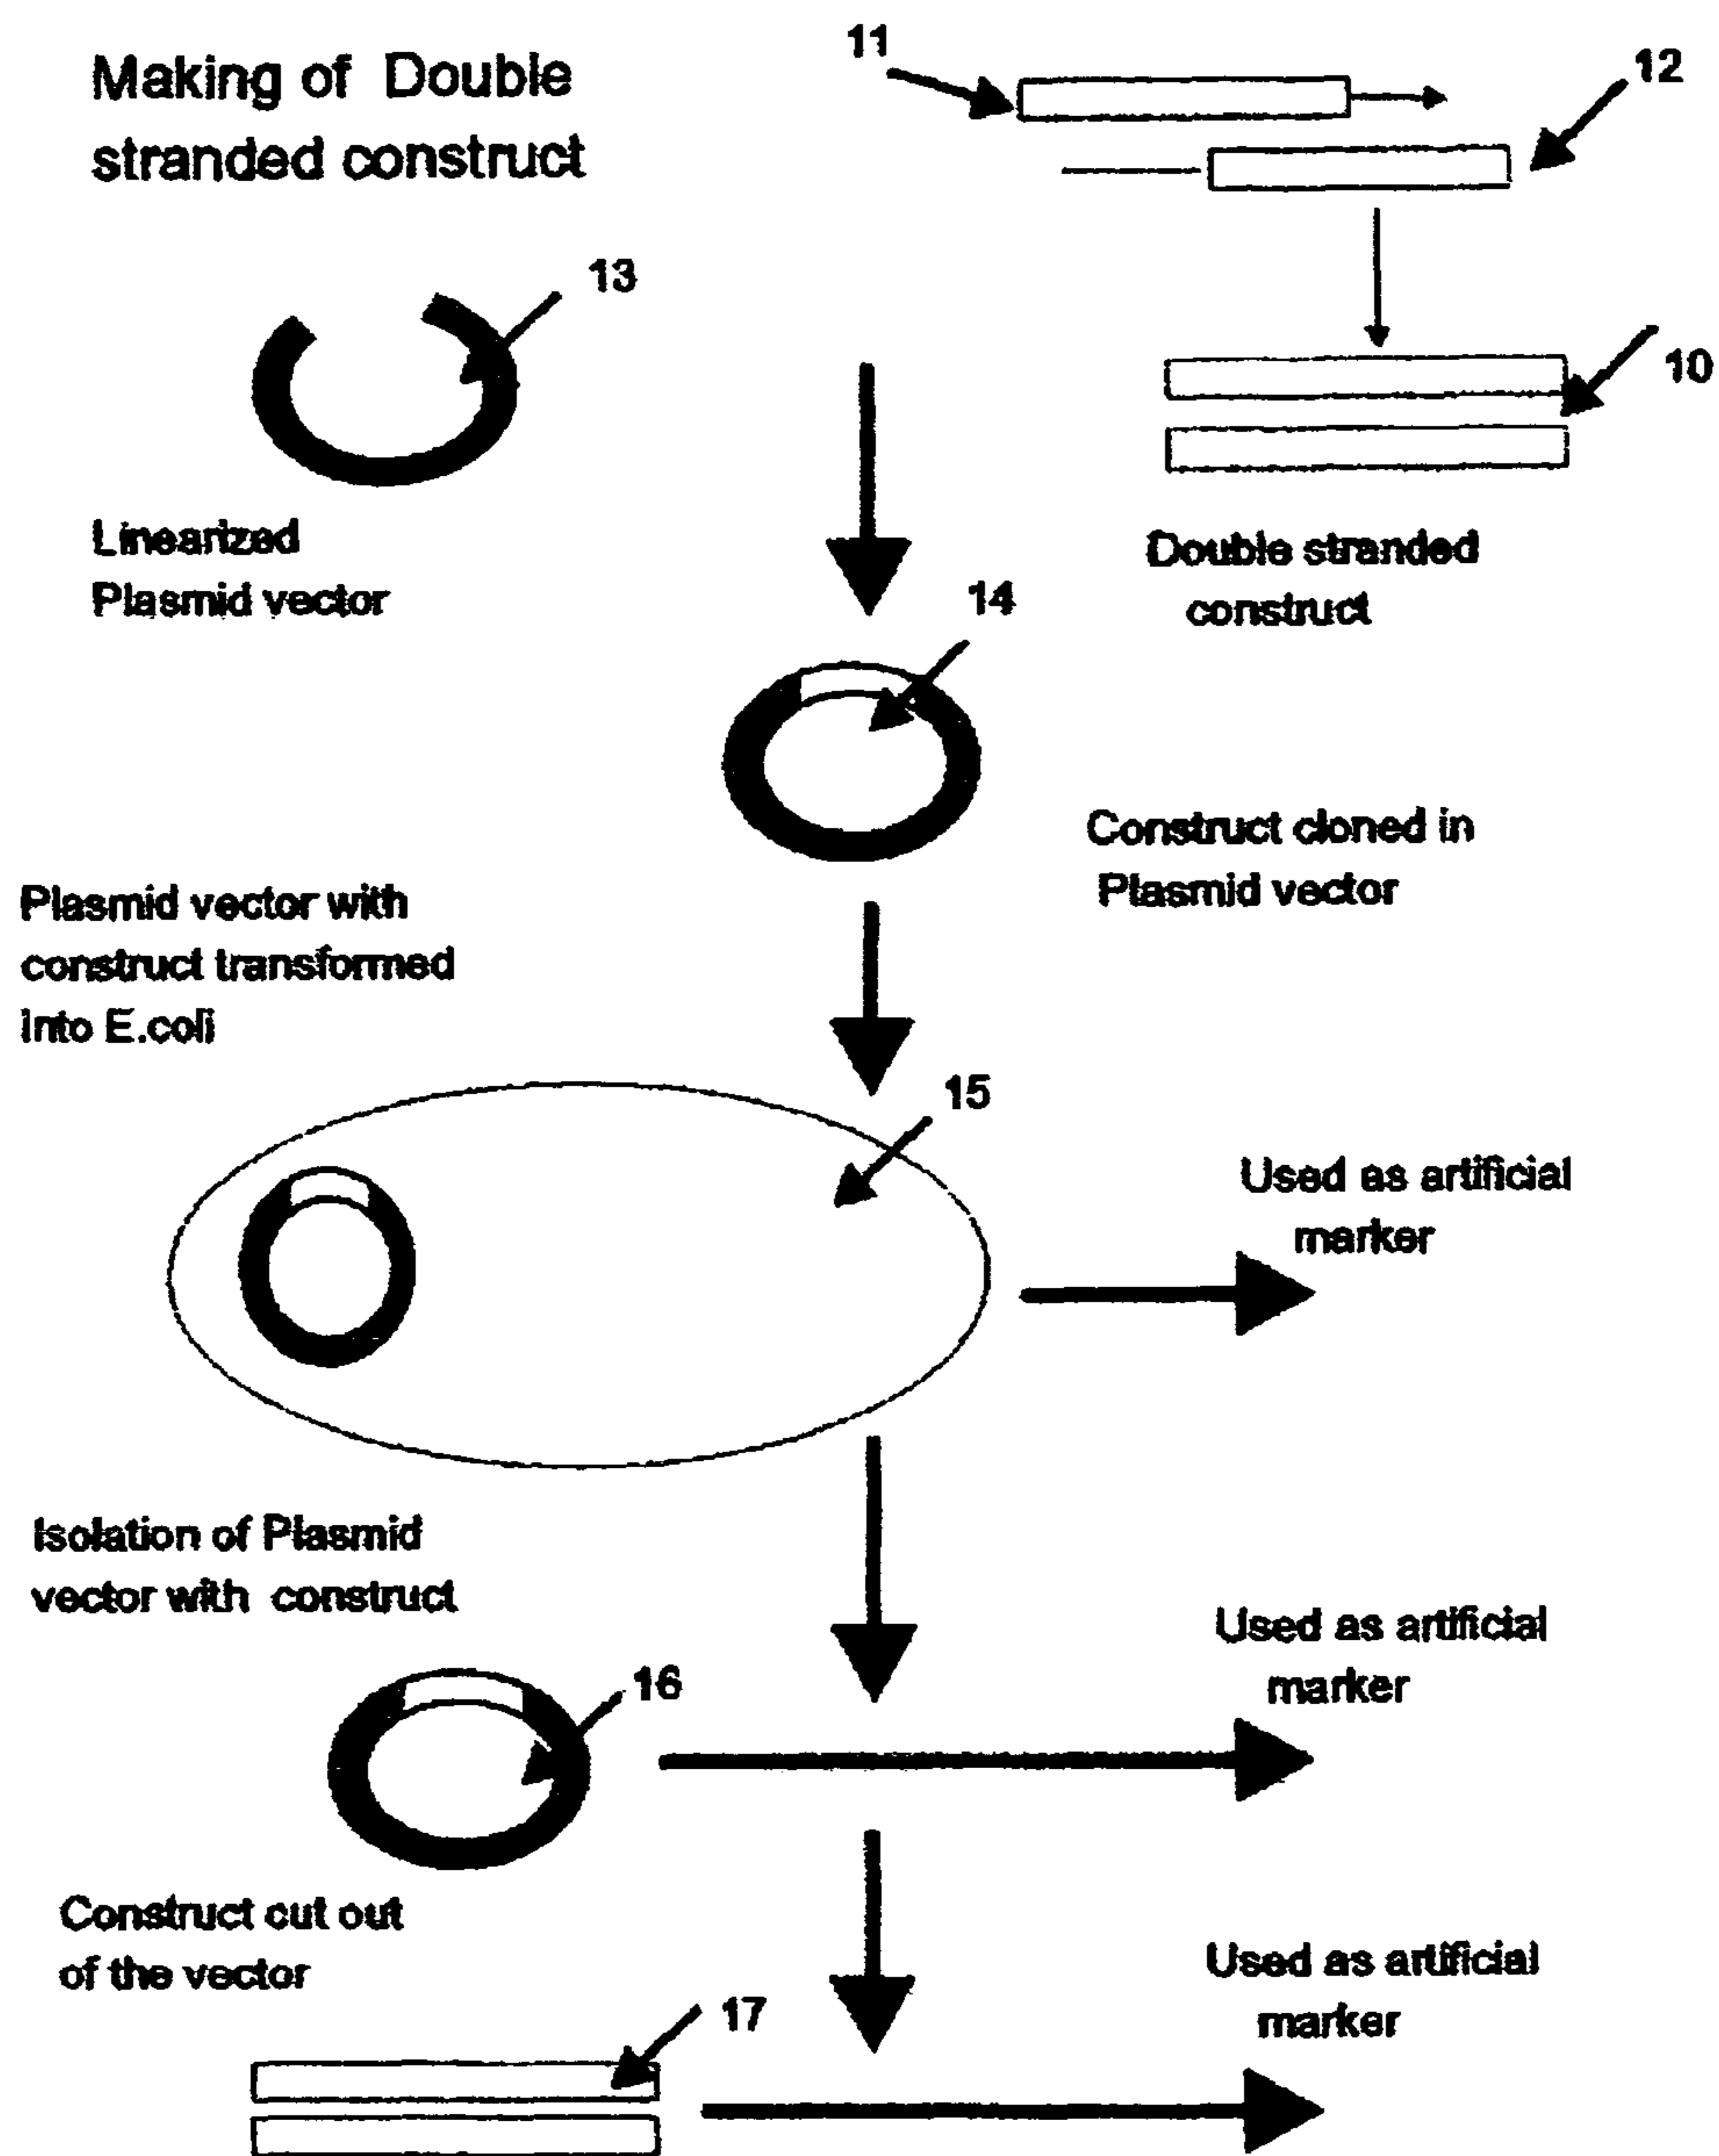 Making of Double
stranded construct
11
12
13
10
Linearized
Plasmid vector
Double stranded
construct
14
Construct cloned in
Plasmid vector
Plasmid vector with
construct transformed
into E.coli
15
Used as artificial
marker
Isolation of Plasmid
vector with construct
Used as artificial
marker
16
Construct cut out
of the vector
Used as artificial
marker
17